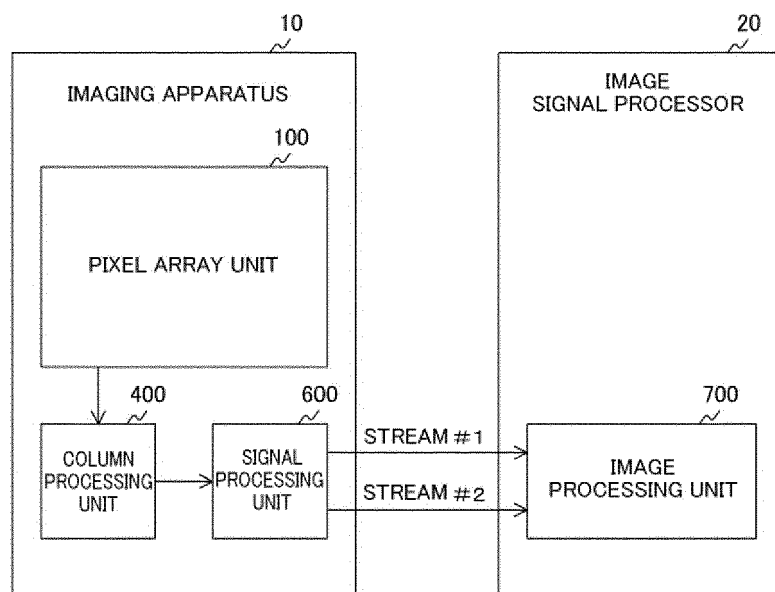 10
20
IMAGING APPARATUS
IMAGE
SIGNAL PROCESSOR
100
PIXEL ARRAY UNIT
400
600
700
COLUMN
PROCESSING
UNIT
SIGNAL
PROCESSING
UNIT
STREAM #1
STREAM #2
IMAGE
PROCESSING UNIT